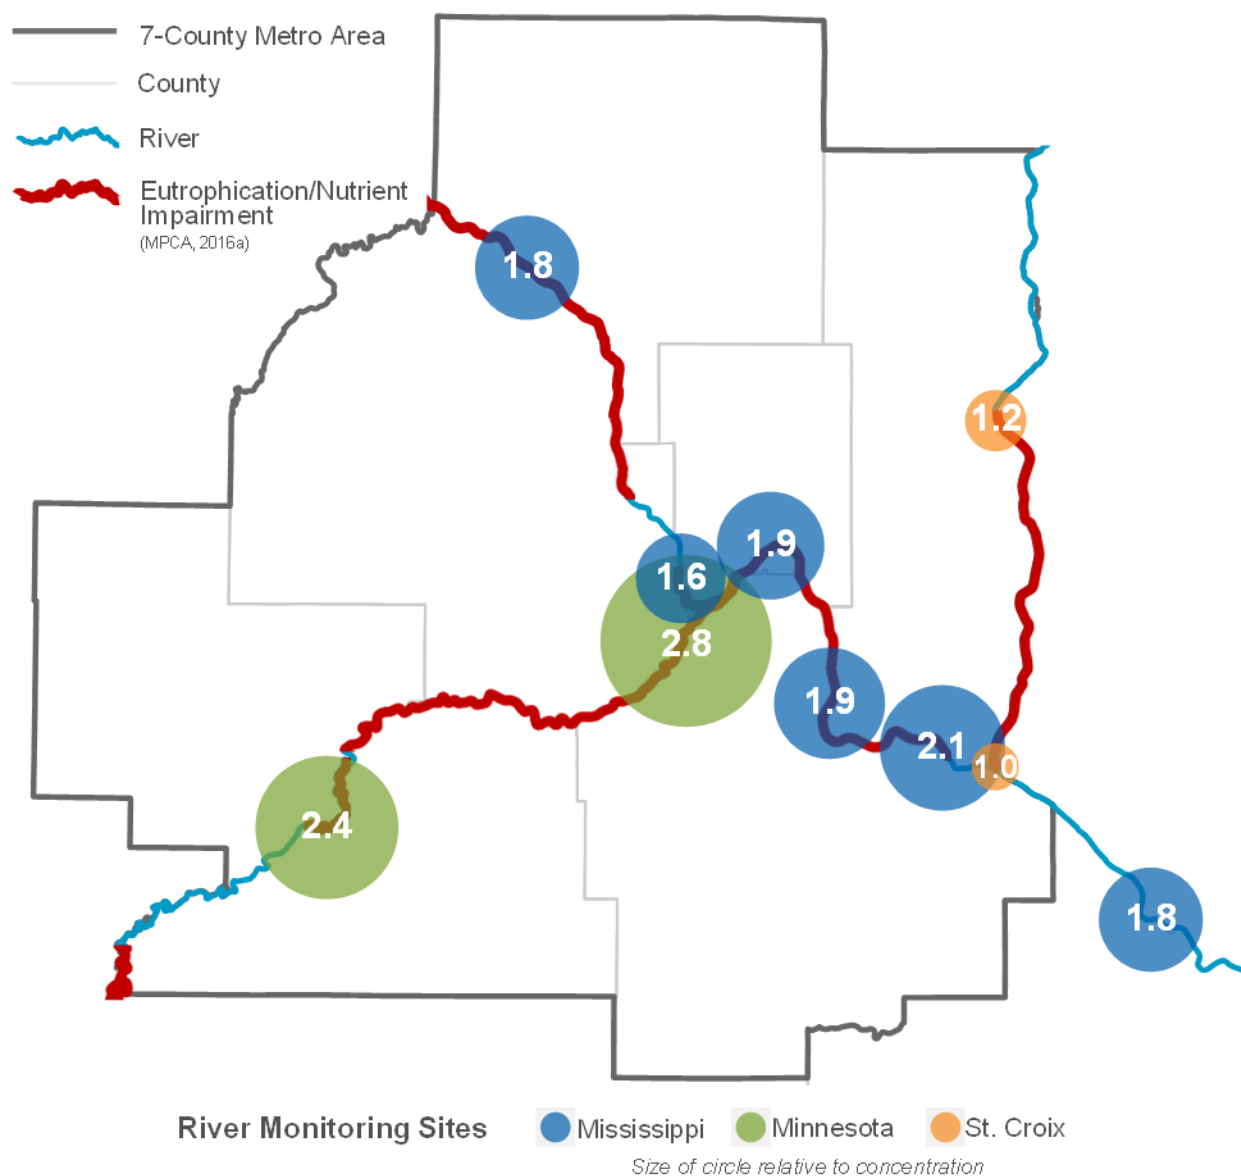 7-County Metro Area
County
River
Eutrophication/Nutrient
Impairment
(MPCA, 2016a)
1.8
1.2
1.9
1.6
2.8
1.9
2.1
1.0
2.4
1.8
River Monitoring Sites
Mississippi
Minnesota
St. Croix
Size of circle relative to concentration